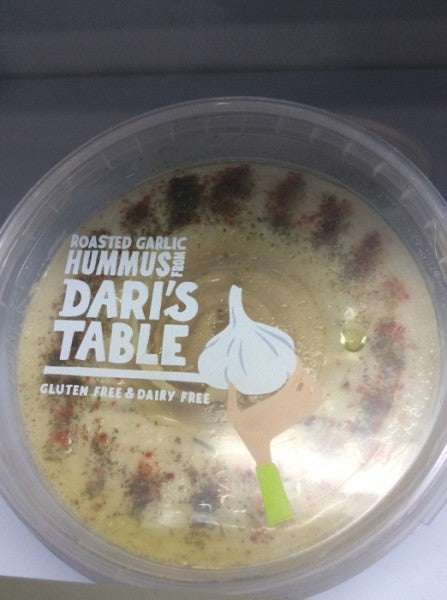 ROASTED GARLIC
HUMMUS FROM
DARI'S
TABLE
GLUTEN FREE & DAIRY FREE